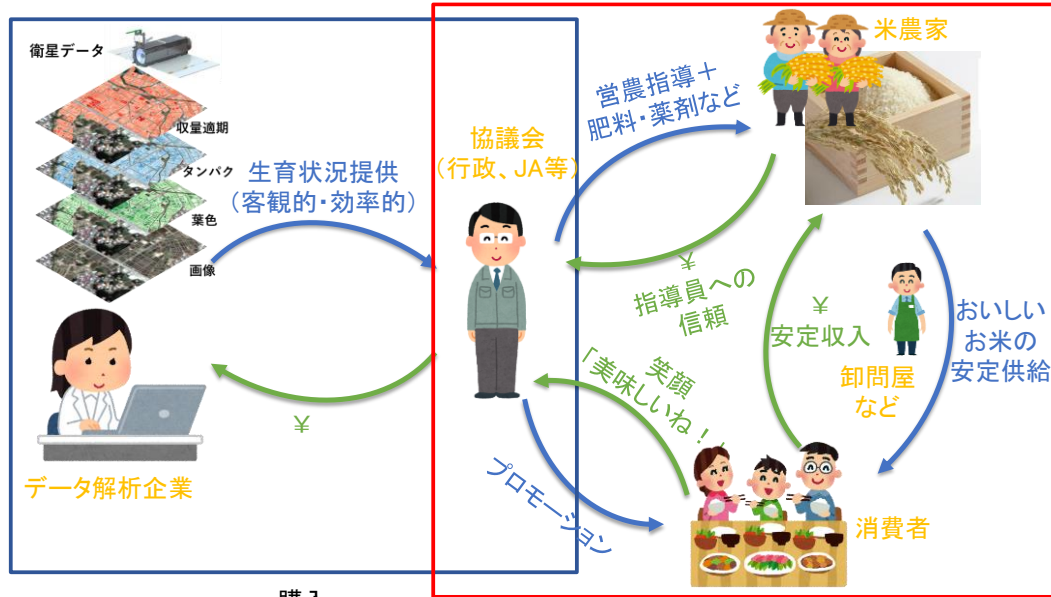 衛星データ
収量適期
タンパク
葉色
画像
生育状況提供
（客観的・効率的）
データ解析企業
¥
協議会
（行政、JA等）
営農指導＋
肥料・薬剤など
米農家
¥
指導員への
信頼
¥
安定収入
おいしい
お米の
安定供給
卸問屋
など
笑顔
「美味しいね！」
プロモーション
消費者
購入